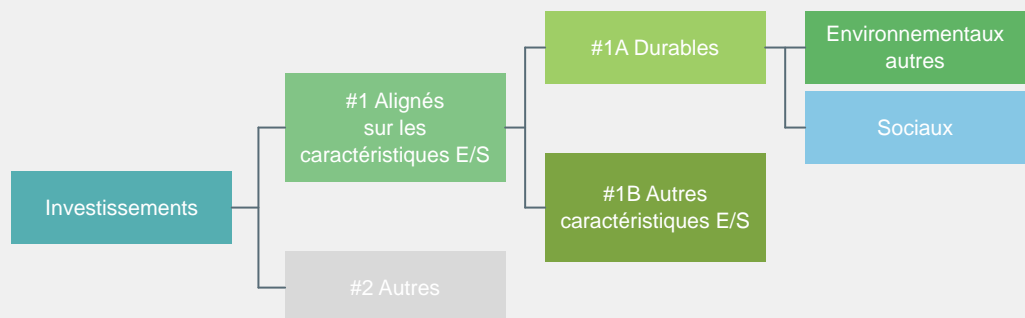 Investissements
#1 Alignés
sur les
caractéristiques E/S
#2 Autres
#1A Durables
#1B Autres
caractéristiques E/S
Environnementaux
autres
Sociaux